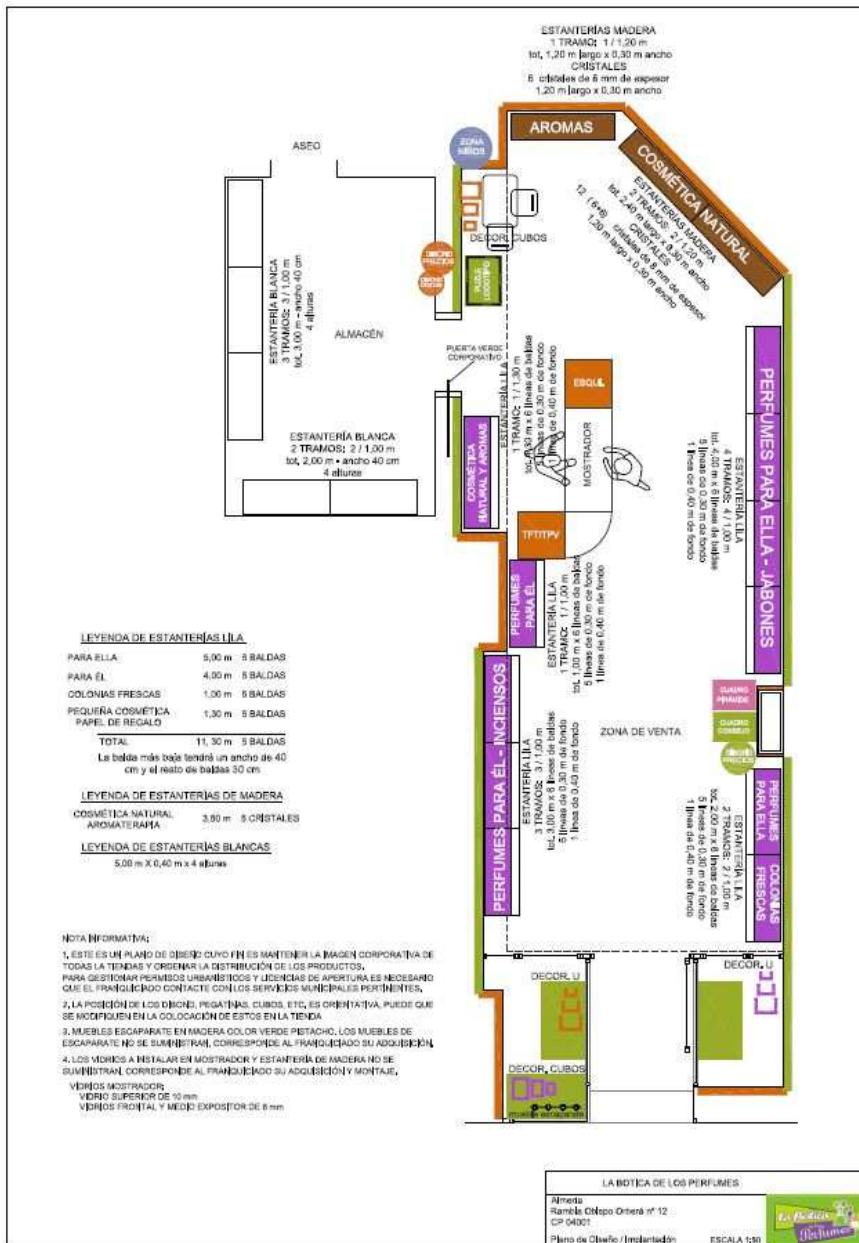 ESTANTERÍAS MADERA
1 TRAMO: 1 / 1,20 m
tot. 1,20 m largo x 0,30 m ancho
CRISTALES
6 cristales de 6 mm de espesor
1,20 m largo x 0,30 m ancho
AROMAS
COSMÉTICA NATURAL
ESTANTERÍAS MADERA
2 TRAMOS: 2 / 1,20 m
tot. 2,40 m largo x 0,30 m ancho
CRISTALES
12 (6+6) cristales de 6 mm de espesor
1,20 m largo x 0,30 m ancho
ASEO
ZONA NIÑOS
DECOR. CUBOS
DIBOND PRECIOS
PUZLE LOGOTIPO
ESTANTERÍA BLANCA
3 TRAMOS: 3 / 1,00 m
tot. 3,00 m - ancho 40 cm
4 alturas
ALMACÉN
PUERTA VERDE
CORPORATIVO
ESTANTERÍA BLANCA
2 TRAMOS: 2 / 1,00 m
tot. 2,00 m - ancho 40 cm
4 alturas
ESTANTERÍA LILA
1 TRAMO: 1 / 1,30 m
COSMÉTICA
NATURAL Y AROMAS
ESQUI.
MOSTRADOR
TFT/TPV
PERFUMES PARA ELLA - JABONES
ESTANTERÍA LILA
4 TRAMOS: 4 / 1,00 m
tot. 4,00 m x 6 líneas de baldas
5 líneas de 0,30 m de fondo
1 línea de 0,40 m de fondo
PERFUMES
PARA ÉL
ESTANTERÍA LILA
1 TRAMO: 1 / 1,00 m
tot. 1,00 m x 6 líneas de baldas
5 líneas de 0,30 m de fondo
1 línea de 0,40 m de fondo
PERFUMES PARA ÉL - INCIENSOS
ESTANTERÍA LILA
3 TRAMOS: 3 / 1,00 m
tot. 3,00 m x 6 líneas de baldas
5 líneas de 0,30 m de fondo
1 línea de 0,40 m de fondo
ZONA DE VENTA
CUADRO
PIRÁMIDE
CUADRO
CONSEJO
DIBOND
PRECIOS
PERFUMES
PARA ELLA
COLONIAS
FRESCAS
ESTANTERÍA LILA
2 TRAMOS: 2 / 1,00 m
tot. 2,00 m x 6 líneas de baldas
5 líneas de 0,30 m de fondo
1 línea de 0,40 m de fondo
DECOR. U
DECOR. U
DECOR. CUBOS
LEYENDA DE ESTANTERÍAS LILA
PARA ELLA 5,00 m 6 BALDAS
PARA ÉL 4,00 m 6 BALDAS
COLONIAS FRESCAS 1,00 m 6 BALDAS
PEQUEÑA COSMÉTICA
PAPEL DE REGALO 1,30 m 6 BALDAS
TOTAL 11,30 m 6 BALDAS
La balda más baja tendrá un ancho de 40
cm y el resto de baldas 30 cm
LEYENDA DE ESTANTERÍAS DE MADERA
COSMÉTICA NATURAL
AROMATERAPIA 3,60 m 6 CRISTALES
LEYENDA DE ESTANTERÍAS BLANCAS
5,00 m X 0,40 m x 4 alturas
NOTA INFORMATIVA:
1. ESTE ES UN PLANO DE DISEÑO CUYO FIN ES MANTENER LA IMAGEN CORPORATIVA DE
TODAS LA TIENDAS Y ORDENAR LA DISTRIBUCIÓN DE LOS PRODUCTOS.
PARA GESTIONAR PERMISOS URBANÍSTICOS Y LICENCIAS DE APERTURA ES NECESARIO
QUE EL FRANQUICIADO CONTACTE CON LOS SERVICIOS MUNICIPALES PERTINENTES.
2. LA POSICIÓN DE LOS DIBOND, PEGATINAS, CUBOS, ETC, ES ORIENTATIVA, PUEDE QUE
SE MODIFIQUEN EN LA COLOCACIÓN DE ESTOS EN LA TIENDA
3. MUEBLES ESCAPARATE EN MADERA COLOR VERDE PISTACHO. LOS MUEBLES DE
ESCAPARATE NO SE SUMINISTRAN, CORRESPONDE AL FRANQUICIADO SU ADQUISICIÓN.
4. LOS VIDRIOS A INSTALAR EN MOSTRADOR Y ESTANTERÍA DE MADERA NO SE
SUMINISTRAN, CORRESPONDE AL FRANQUICIADO SU ADQUISICIÓN Y MONTAJE.
VIDRIOS MOSTRADOR:
VIDRIO SUPERIOR DE 10 mm
VIDRIOS FRONTAL Y MEDIO EXPOSITOR DE 6 mm
LA BOTICA DE LOS PERFUMES
Almería
Rambla Obispo Orberá nº 12
CP 04001
Plano de Diseño / Implantación ESCALA 1:50
La Botica
Perfumes